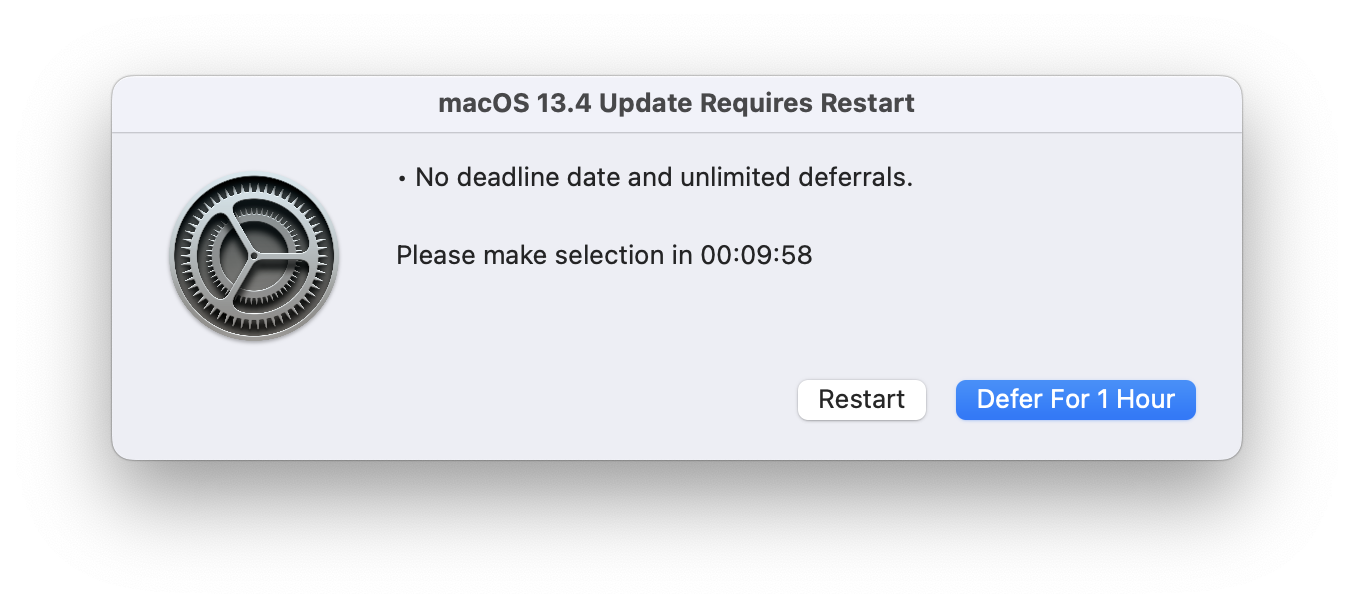 macOS 13.4 Update Requires Restart
• No deadline date and unlimited deferrals.
Please make selection in 00:09:58
Restart
Defer For 1 Hour